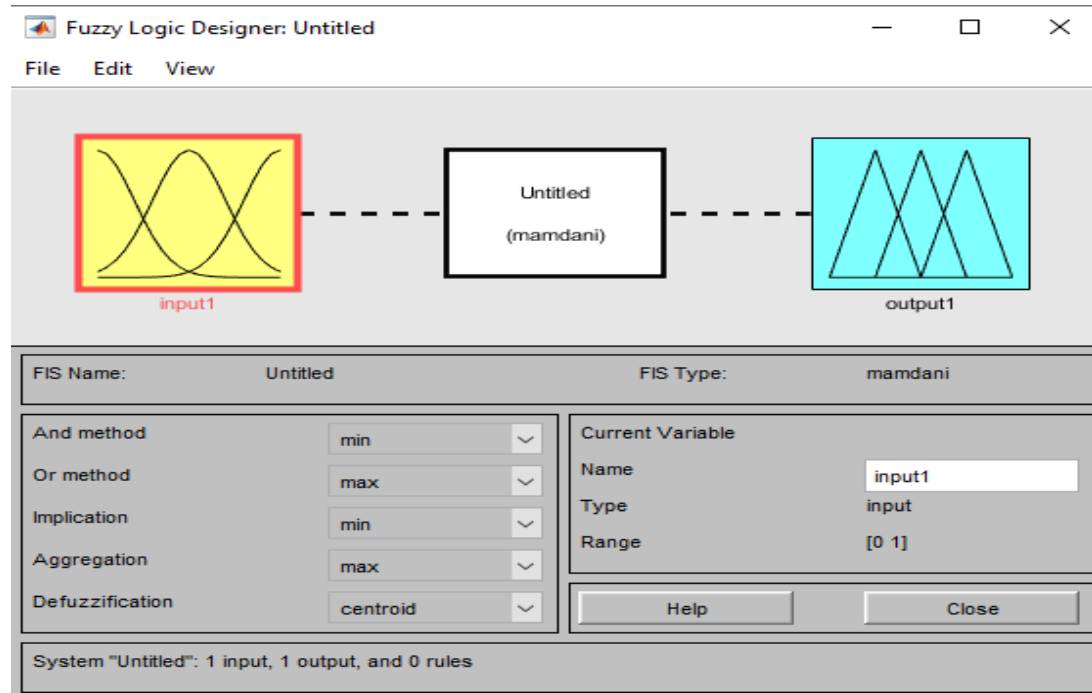 Fuzzy Logic Designer: Untitled
File Edit View
Untitled
(mamdani)
input1
output1
FIS Name: Untitled FIS Type: mamdani
And method min
Or method max
Implication min
Aggregation max
Defuzzification centroid
Current Variable
Name input1
Type input
Range [0 1]
Help Close
System "Untitled": 1 input, 1 output, and 0 rules